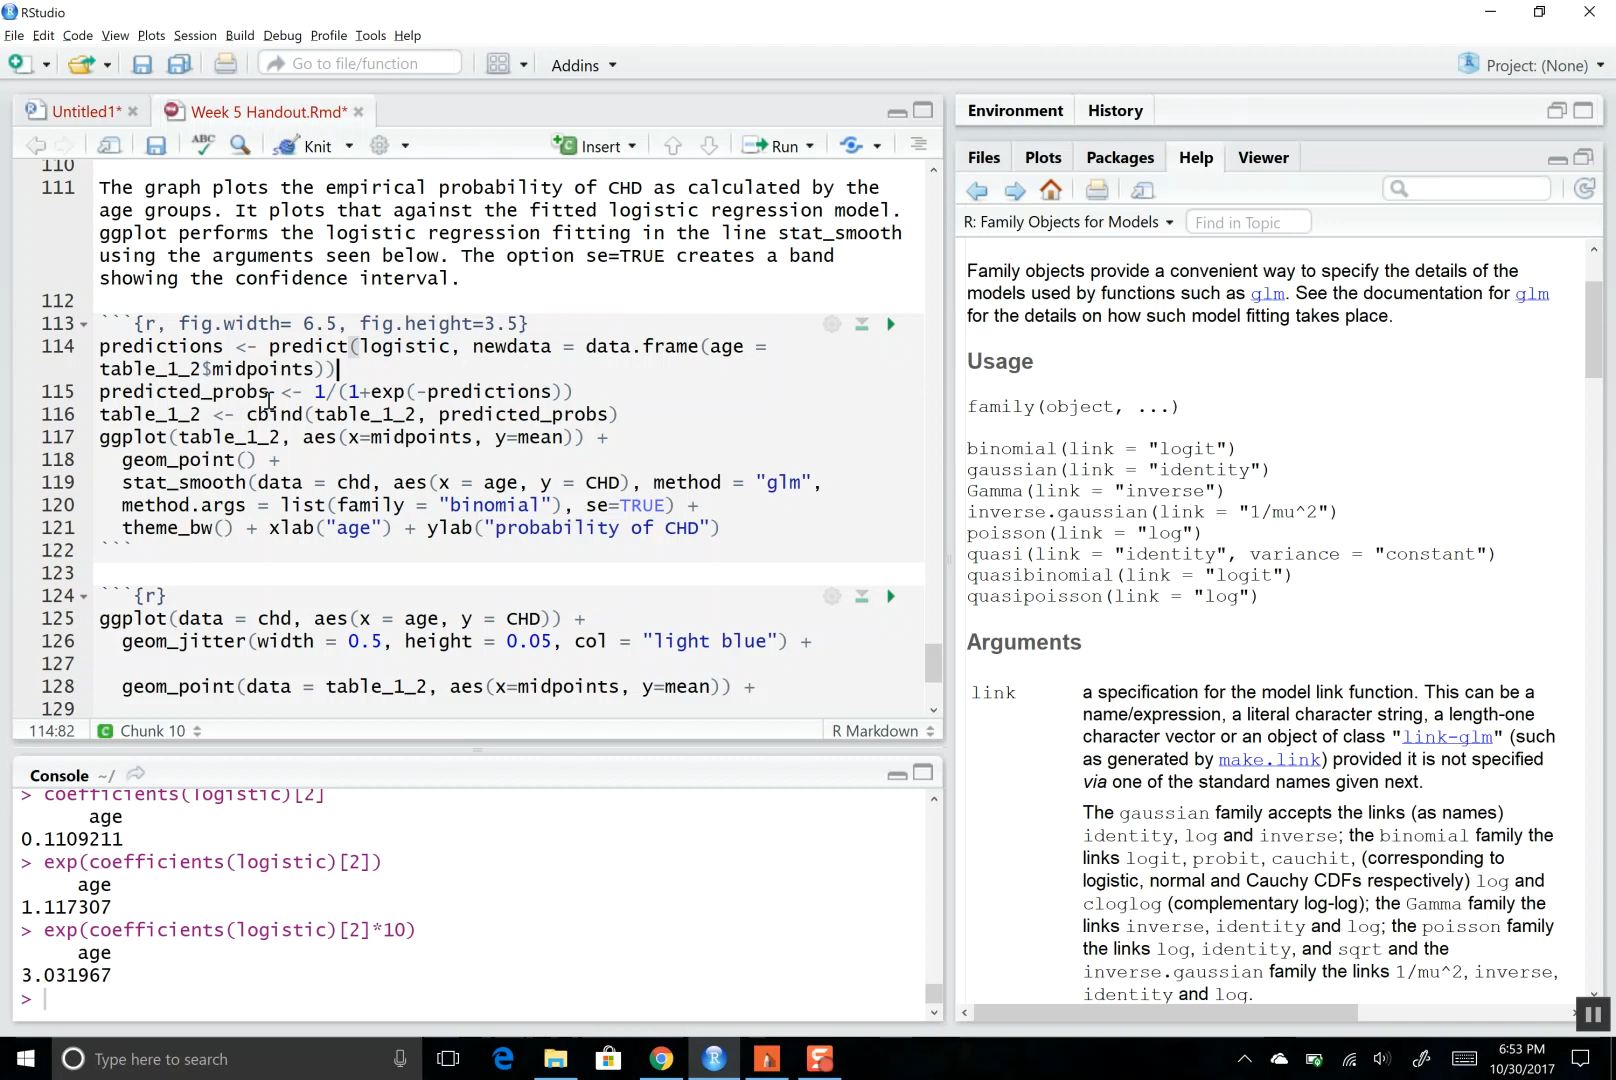 RStudio
File Edit Code View Plots Session Build Debug Profile Tools Help
Go to file/function
Addins
Project: (None)
Untitled1*
Week 5 Handout.Rmd*
ABC
Knit
Insert
Run
110
111 The graph plots the empirical probability of CHD as calculated by the
age groups. It plots that against the fitted logistic regression model.
ggplot performs the logistic regression fitting in the line stat_smooth
using the arguments seen below. The option se=TRUE creates a band
showing the confidence interval.
112
113 ```{r, fig.width= 6.5, fig.height=3.5}
114 predictions <- predict(logistic, newdata = data.frame(age =
table_1_2$midpoints))
115 predicted_probs <- 1/(1+exp(-predictions))
116 table_1_2 <- cbind(table_1_2, predicted_probs)
117 ggplot(table_1_2, aes(x=midpoints, y=mean)) +
118 geom_point() +
119 stat_smooth(data = chd, aes(x = age, y = CHD), method = "glm",
120 method.args = list(family = "binomial"), se=TRUE) +
121 theme_bw() + xlab("age") + ylab("probability of CHD")
122 ```
123
124 ```{r}
125 ggplot(data = chd, aes(x = age, y = CHD)) +
126 geom_jitter(width = 0.5, height = 0.05, col = "light blue") +
127
128 geom_point(data = table_1_2, aes(x=midpoints, y=mean)) +
129
114:82 Chunk 10 R Markdown
Console ~/
> coefficients(logistic)[2]
age
0.1109211
> exp(coefficients(logistic)[2])
age
1.117307
> exp(coefficients(logistic)[2]*10)
age
3.031967
>
Environment History
Files Plots Packages Help Viewer
R: Family Objects for Models Find in Topic
Family objects provide a convenient way to specify the details of the
models used by functions such as glm. See the documentation for glm
for the details on how such model fitting takes place.
Usage
family(object, ...)
binomial(link = "logit")
gaussian(link = "identity")
Gamma(link = "inverse")
inverse.gaussian(link = "1/mu^2")
poisson(link = "log")
quasi(link = "identity", variance = "constant")
quasibinomial(link = "logit")
quasipoisson(link = "log")
Arguments
link a specification for the model link function. This can be a
name/expression, a literal character string, a length-one
character vector or an object of class "link-glm" (such
as generated by make.link) provided it is not specified
via one of the standard names given next.
The gaussian family accepts the links (as names)
identity, log and inverse; the binomial family the
links logit, probit, cauchit, (corresponding to
logistic, normal and Cauchy CDFs respectively) log and
cloglog (complementary log-log); the Gamma family the
links inverse, identity and log; the poisson family
the links log, identity, and sqrt and the
inverse.gaussian family the links 1/mu^2, inverse,
identity and log.
Type here to search
6:53 PM
10/30/2017